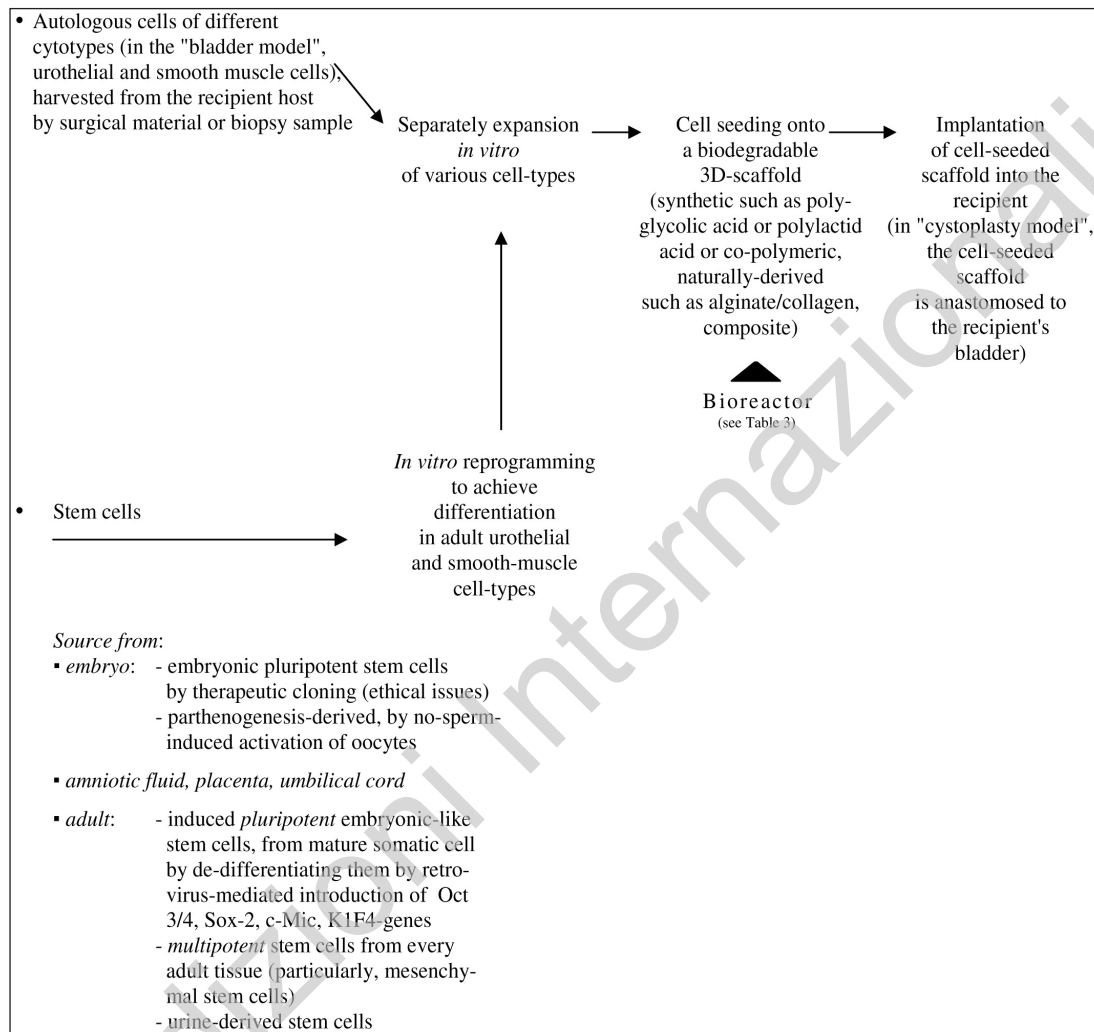 • Autologous cells of different
cytotypes (in the "bladder model",
urothelial and smooth muscle cells),
harvested from the recipient host
by surgical material or biopsy sample
Separately expansion
in vitro
of various cell-types
Cell seeding onto
a biodegradable
3D-scaffold
(synthetic such as poly-
glycolic acid or polylactid
acid or co-polymeric,
naturally-derived
such as alginate/collagen,
composite)
Implantation
of cell-seeded
scaffold into the
recipient
(in "cystoplasty model",
the cell-seeded
scaffold
is anastomosed to
the recipient's
bladder)
Bioreactor
(see Table 3)
In vitro reprogramming
to achieve
differentiation
in adult urothelial
and smooth-muscle
cell-types
• Stem cells
Source from:
▪ embryo: - embryonic pluripotent stem cells
by therapeutic cloning (ethical issues)
- parthenogenesis-derived, by no-sperm-
induced activation of oocytes
▪ amniotic fluid, placenta, umbilical cord
▪ adult: - induced pluripotent embryonic-like
stem cells, from mature somatic cell
by de-differentiating them by retro-
virus-mediated introduction of Oct
3/4, Sox-2, c-Mic, K1F4-genes
- multipotent stem cells from every
adult tissue (particularly, mesenchy-
mal stem cells)
- urine-derived stem cells
dizioni Internazionali